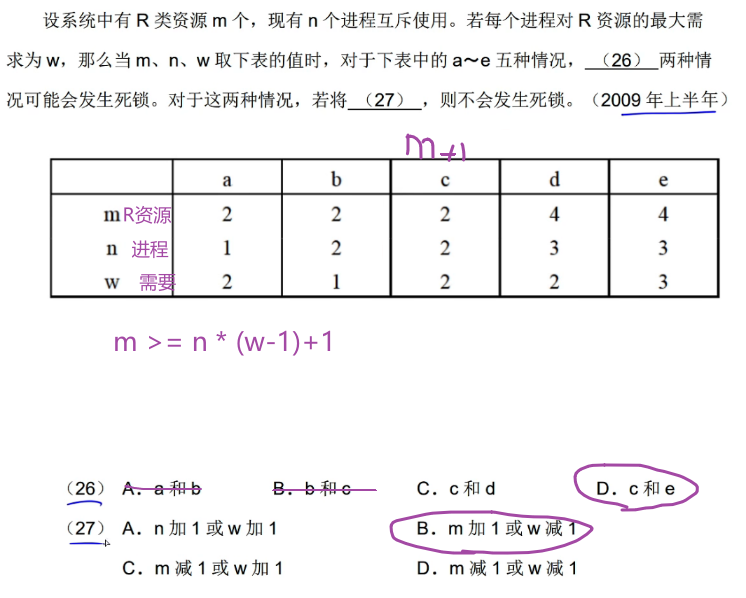 设系统中有 R 类资源 m 个，现有 n 个进程互斥使用。若每个进程对 R 资源的最大需
求为 w，那么当 m、n、w 取下表的值时，对于下表中的 a～e 五种情况，（26）两种情
况可能会发生死锁。对于这两种情况，若将（27），则不会发生死锁。（2009 年上半年）
m+1
a b c d e
m R资源 2 2 2 4 4
n 进程 1 2 2 3 3
w 需要 2 1 2 2 3
m >= n * (w-1)+1
（26）A．a 和 b B．b 和 c C．c 和 d D．c 和 e
（27）A．n 加 1 或 w 加 1 B．m 加 1 或 w 减 1
C．m 减 1 或 w 加 1 D．m 减 1 或 w 减 1